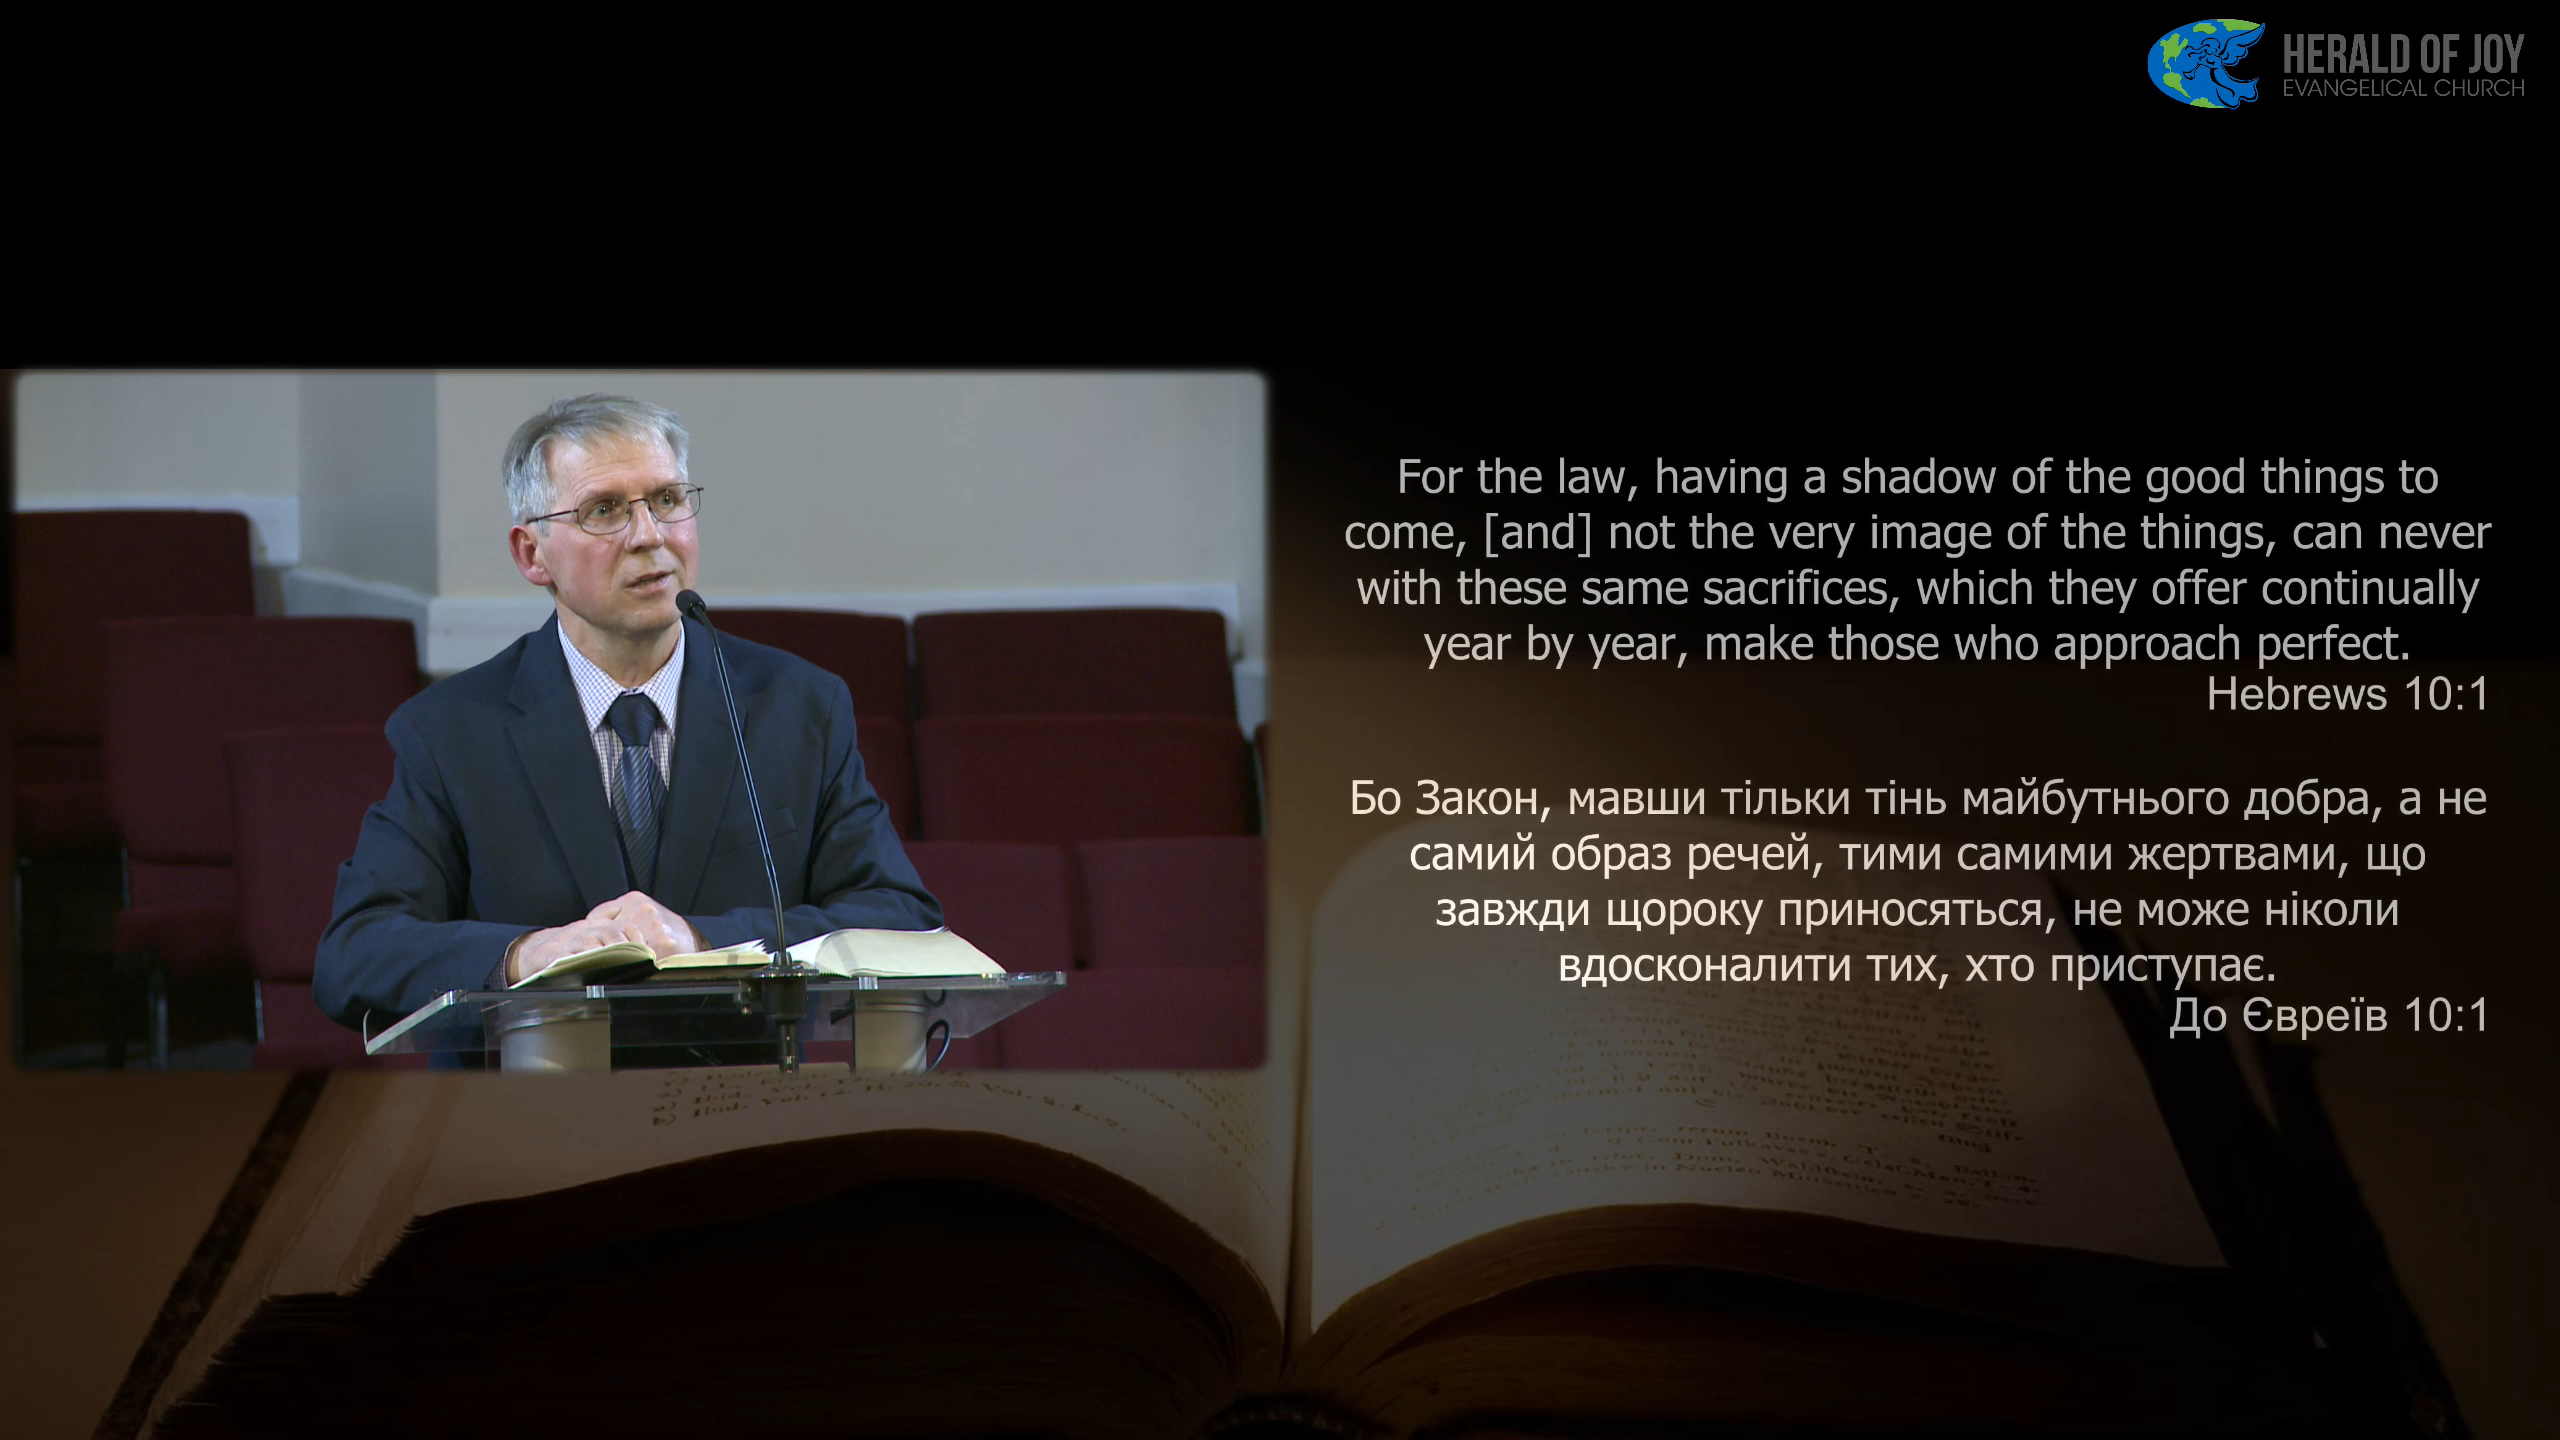 HERALD OF JOY
EVANGELICAL CHURCH
For the law, having a shadow of the good things to
come, [and] not the very image of the things, can never
with these same sacrifices, which they offer continually
year by year, make those who approach perfect.
Hebrews 10:1
Бо Закон, мавши тільки тінь майбутнього добра, а не
самий образ речей, тими самими жертвами, що
завжди щороку приносяться, не може ніколи
вдосконалити тих, хто приступає.
До Євреїв 10:1